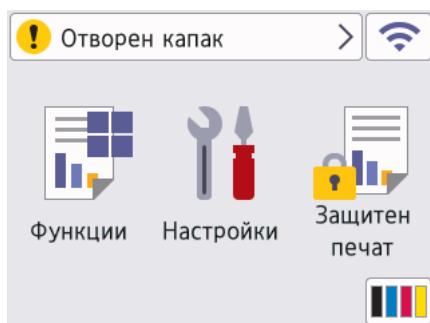 Отворен капак
Функции
Настройки
Защитен
печат